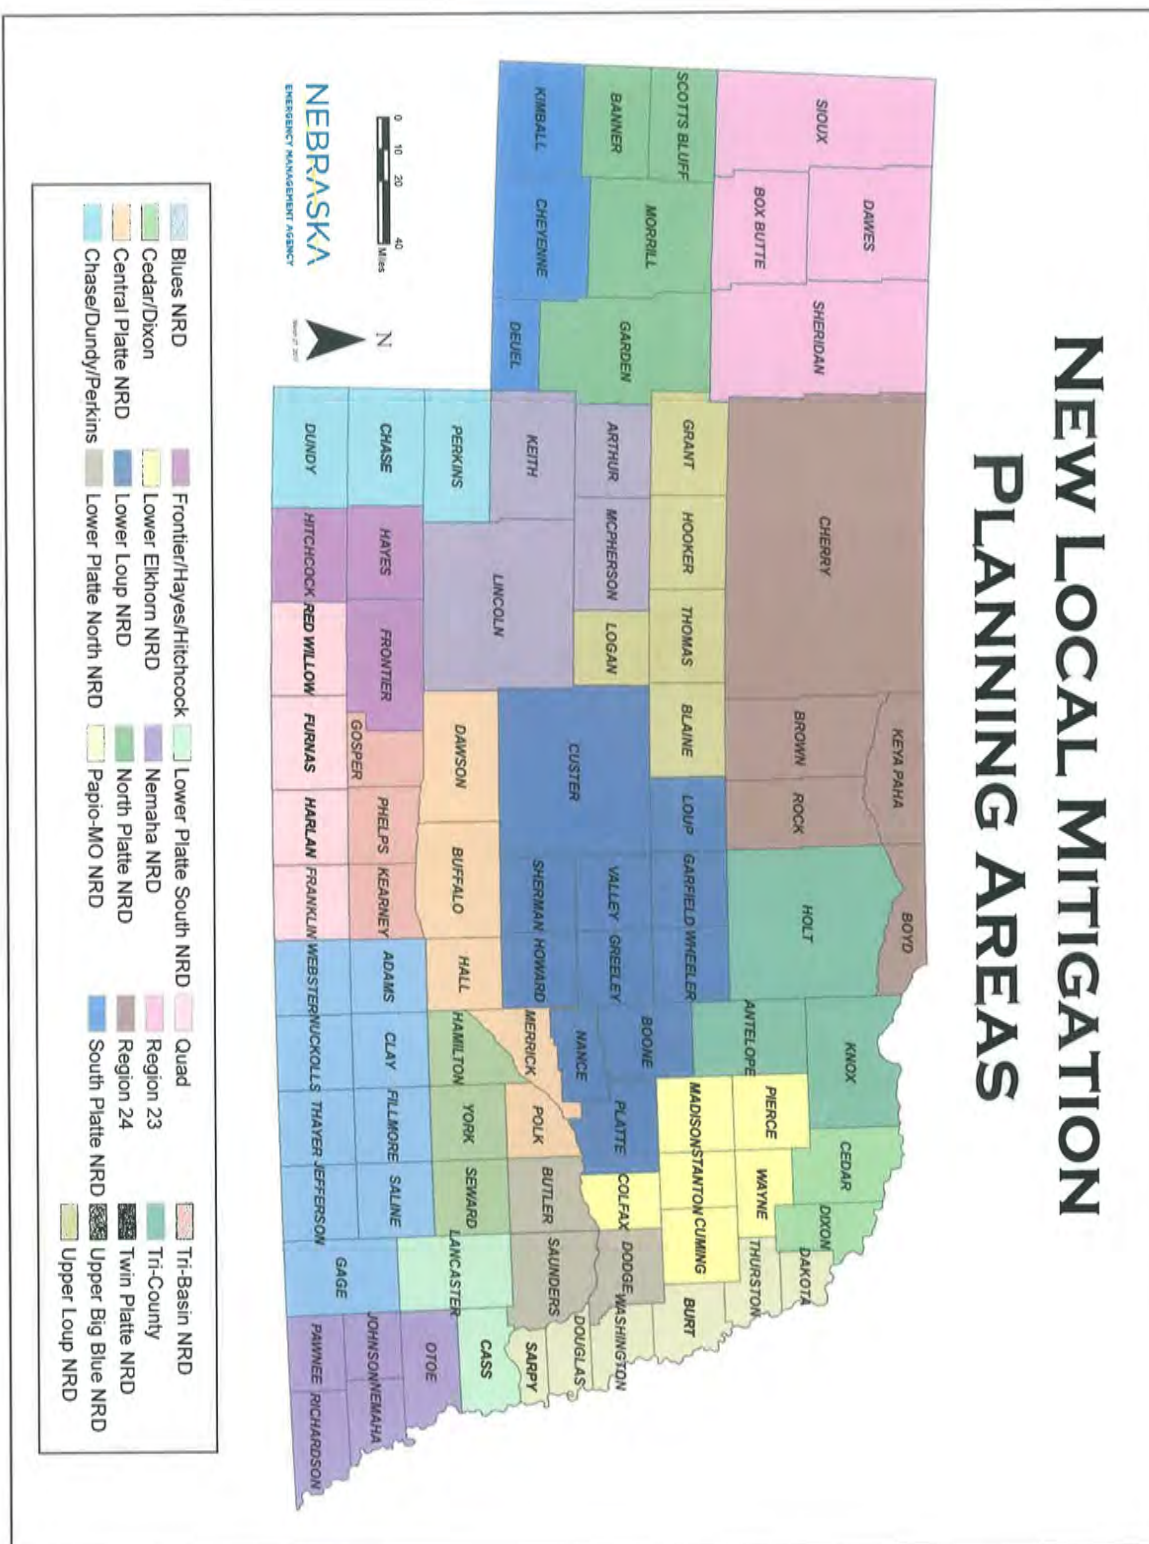 NEW LOCAL MITIGATION
PLANNING AREAS
SIOUX
DAWES
BOX BUTTE
SHERIDAN
SCOTTS BLUFF
BANNER
MORRILL
GARDEN
KIMBALL
CHEYENNE
DEUEL
CHERRY
KEYA PAHA
BROWN
ROCK
BOYD
HOLT
KNOX
ANTELOPE
CEDAR
DIXON
DAKOTA
PIERCE
WAYNE
THURSTON
GRANT
HOOKER
THOMAS
BLAINE
LOUP
GARFIELD
WHEELER
MADISON
STANTON
CUMING
BURT
ARTHUR
MCPHERSON
LOGAN
CUSTER
VALLEY
GREELEY
BOONE
NANCE
PLATTE
COLFAX
DODGE
WASHINGTON
KEITH
LINCOLN
SHERMAN
HOWARD
MERRICK
POLK
BUTLER
SAUNDERS
DOUGLAS
SARPY
PERKINS
DAWSON
BUFFALO
HALL
HAMILTON
YORK
SEWARD
LANCASTER
CASS
CHASE
HAYES
FRONTIER
GOSPER
PHELPS
KEARNEY
ADAMS
CLAY
FILLMORE
SALINE
GAGE
OTOE
JOHNSON
NEMAHA
DUNDY
HITCHCOCK
RED WILLOW
FURNAS
HARLAN
FRANKLIN
WEBSTER
NUCKOLLS
THAYER
JEFFERSON
PAWNEE
RICHARDSON
0 10 20 40
Miles
N
NEBRASKA
EMERGENCY MANAGEMENT AGENCY
Blues NRD
Cedar/Dixon
Central Platte NRD
Chase/Dundy/Perkins
Frontier/Hayes/Hitchcock
Lower Elkhorn NRD
Lower Loup NRD
Lower Platte North NRD
Lower Platte South NRD
Nemaha NRD
North Platte NRD
Papio-MO NRD
Quad
Region 23
Region 24
South Platte NRD
Tri-Basin NRD
Tri-County
Twin Platte NRD
Upper Big Blue NRD
Upper Loup NRD